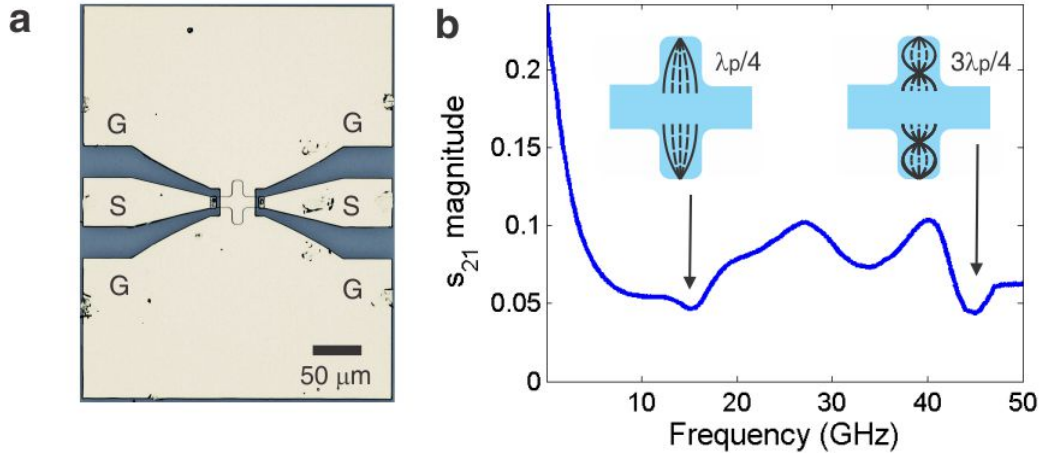 a
G G
S S
G G
50 μm
b
s21 magnitude
0.2
0.15
0.1
0.05
0
10 20 30 40 50
Frequency (GHz)
λp/4
3λp/4